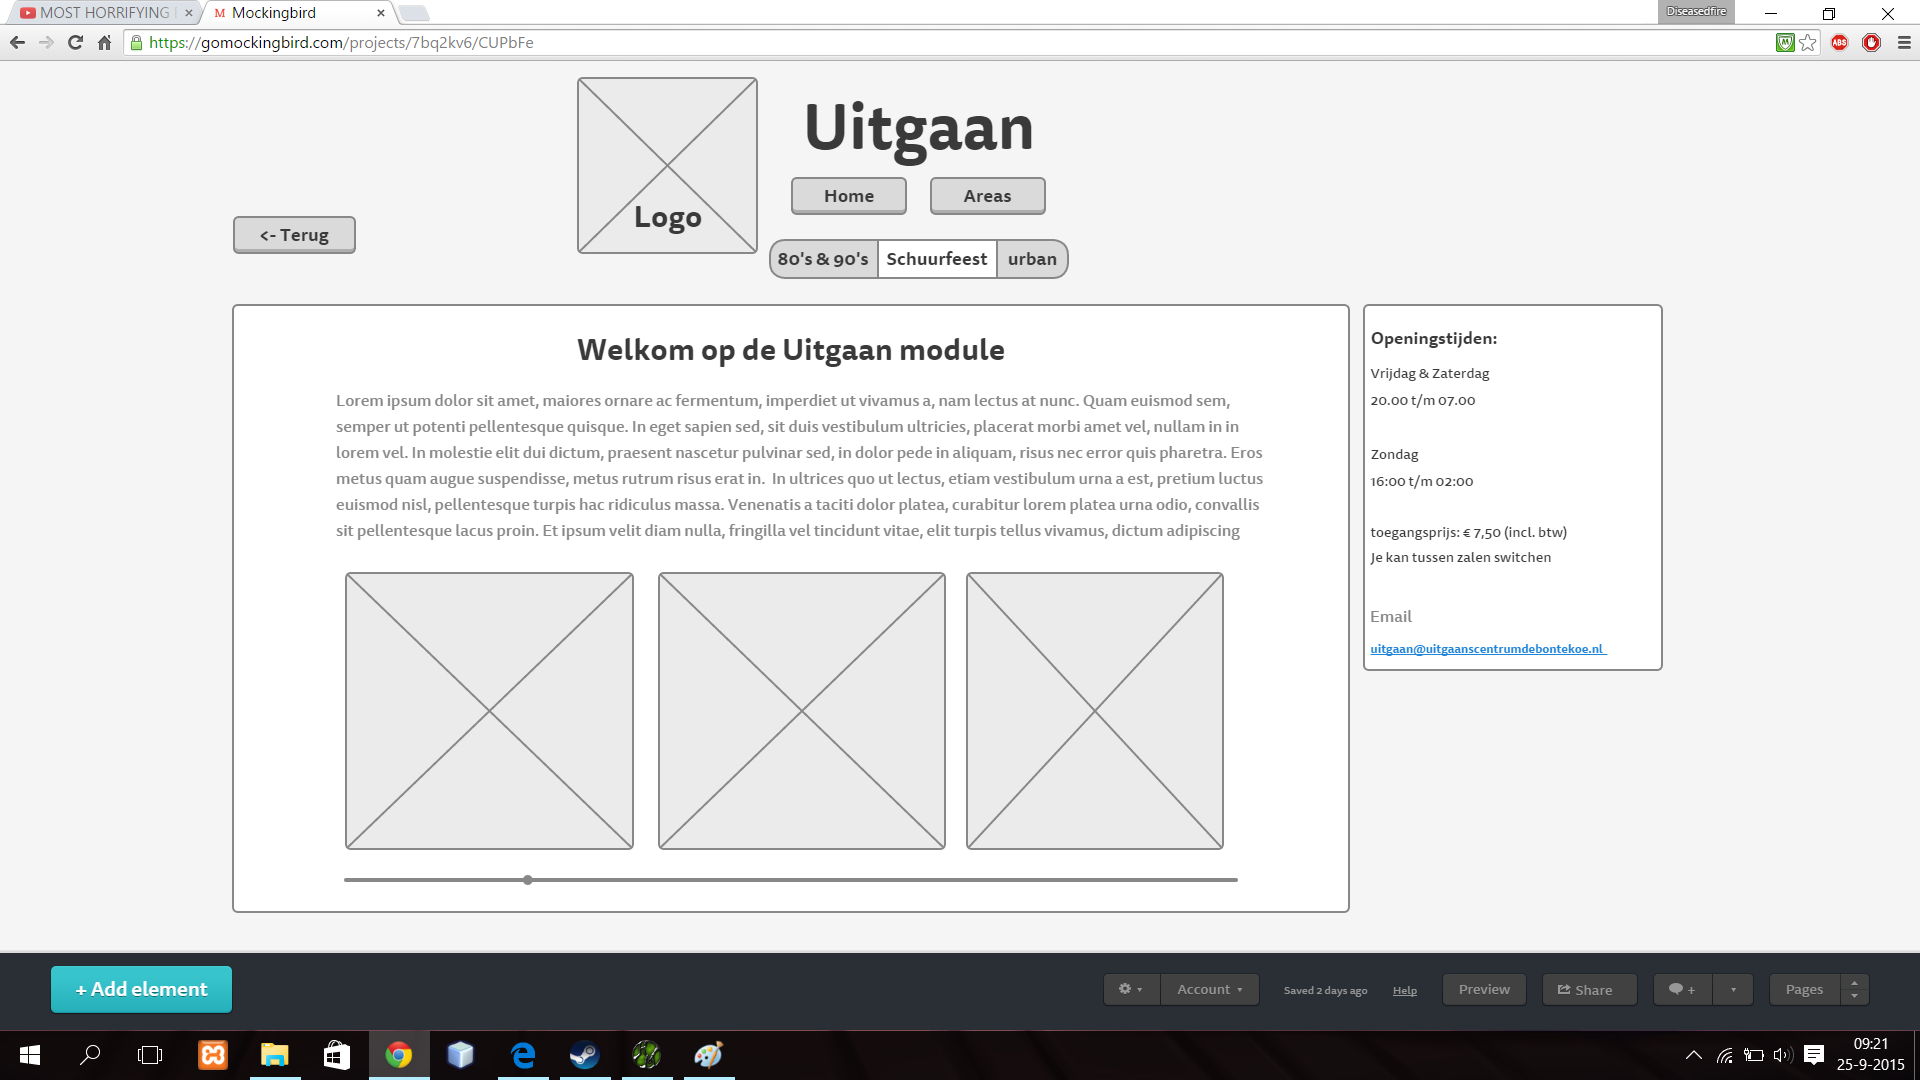 MOST HORRIFYING
Mockingbird
Diseasedfire
https://gomockingbird.com/projects/7bq2kv6/CUPbFe
ABS
Uitgaan
Logo
Home
Areas
<- Terug
80's & 90's
Schuurfeest
urban
Welkom op de Uitgaan module
Lorem ipsum dolor sit amet, maiores ornare ac fermentum, imperdiet ut vivamus a, nam lectus at nunc. Quam euismod sem,
semper ut potenti pellentesque quisque. In eget sapien sed, sit duis vestibulum ultricies, placerat morbi amet vel, nullam in in
lorem vel. In molestie elit dui dictum, praesent nascetur pulvinar sed, in dolor pede in aliquam, risus nec error quis pharetra. Eros
metus quam augue suspendisse, metus rutrum risus erat in.  In ultrices quo ut lectus, etiam vestibulum urna a est, pretium luctus
euismod nisl, pellentesque turpis hac ridiculus massa. Venenatis a taciti dolor platea, curabitur lorem platea urna odio, convallis
sit pellentesque lacus proin. Et ipsum velit diam nulla, fringilla vel tincidunt vitae, elit turpis tellus vivamus, dictum adipiscing
Openingstijden:
Vrijdag & Zaterdag
20.00 t/m 07.00
Zondag
16:00 t/m 02:00
toegangsprijs: € 7,50 (incl. btw)
Je kan tussen zalen switchen
Email
uitgaan@uitgaanscentrumdebontekoe.nl
+ Add element
Account
Saved 2 days ago
Help
Preview
Share
+
Pages
09:21
25-9-2015